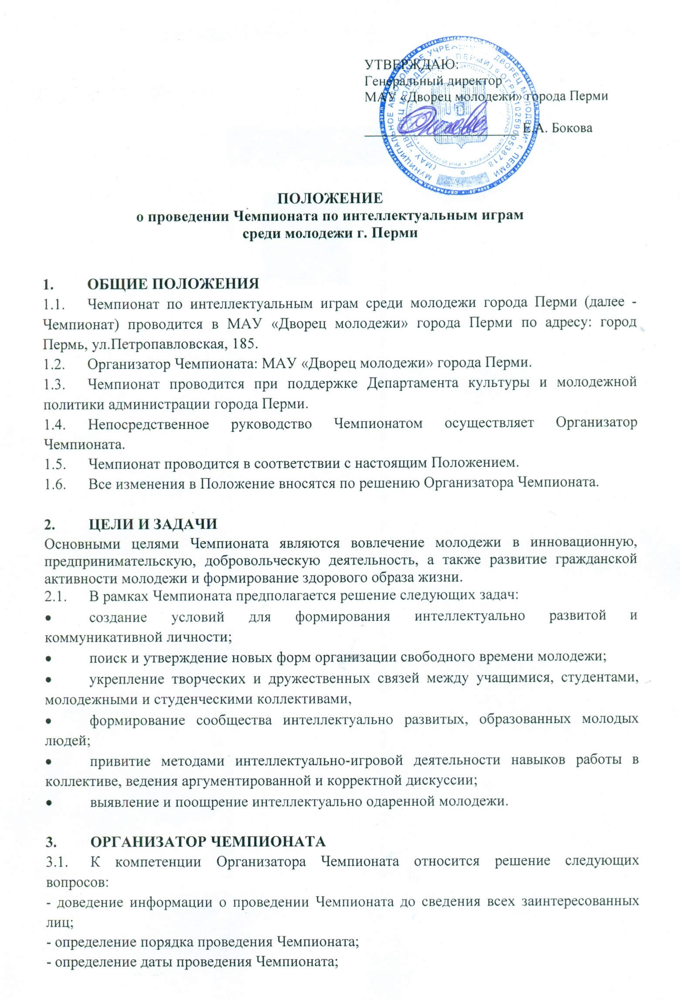 УТВЕРЖДАЮ:
Генеральный директор
МАУ «Дворец молодежи» города Перми
Е.А. Бокова
МУНИЦИПАЛЬНОЕ АВТОНОМНОЕ ДВОРЕЦ МОЛОДЕЖИ" г. ПЕРМИ
(МАУ "ДВОРЕЦ МОЛОДЕЖИ" г. ПЕРМИ) * ОГРН 1025900538718 *
ПОЛОЖЕНИЕ
о проведении Чемпионата по интеллектуальным играм
среди молодежи г. Перми
1. ОБЩИЕ ПОЛОЖЕНИЯ
1.1. Чемпионат по интеллектуальным играм среди молодежи города Перми (далее -
Чемпионат) проводится в МАУ «Дворец молодежи» города Перми по адресу: город
Пермь, ул.Петропавловская, 185.
1.2. Организатор Чемпионата: МАУ «Дворец молодежи» города Перми.
1.3. Чемпионат проводится при поддержке Департамента культуры и молодежной
политики администрации города Перми.
1.4. Непосредственное руководство Чемпионатом осуществляет Организатор
Чемпионата.
1.5. Чемпионат проводится в соответствии с настоящим Положением.
1.6. Все изменения в Положение вносятся по решению Организатора Чемпионата.
2. ЦЕЛИ И ЗАДАЧИ
Основными целями Чемпионата являются вовлечение молодежи в инновационную,
предпринимательскую, добровольческую деятельность, а также развитие гражданской
активности молодежи и формирование здорового образа жизни.
2.1. В рамках Чемпионата предполагается решение следующих задач:
• создание условий для формирования интеллектуально развитой и
коммуникативной личности;
• поиск и утверждение новых форм организации свободного времени молодежи;
• укрепление творческих и дружественных связей между учащимися, студентами,
молодежными и студенческими коллективами,
• формирование сообщества интеллектуально развитых, образованных молодых
людей;
• привитие методами интеллектуально-игровой деятельности навыков работы в
коллективе, ведения аргументированной и корректной дискуссии;
• выявление и поощрение интеллектуально одаренной молодежи.
3. ОРГАНИЗАТОР ЧЕМПИОНАТА
3.1. К компетенции Организатора Чемпионата относится решение следующих
вопросов:
- доведение информации о проведении Чемпионата до сведения всех заинтересованных
лиц;
- определение порядка проведения Чемпионата;
- определение даты проведения Чемпионата;